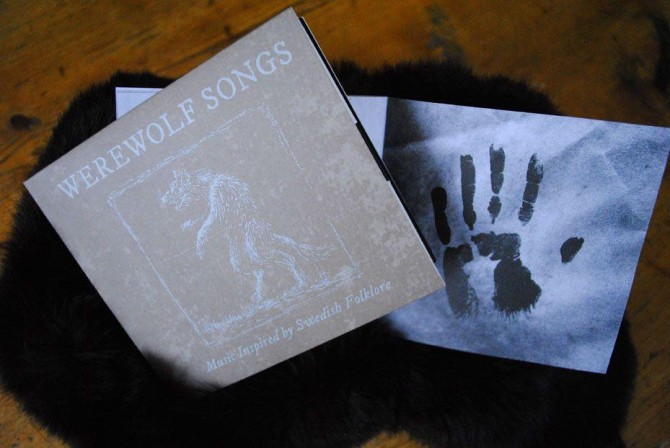 WEREWOLF SONGS
Music Inspired by Swedish Folklore